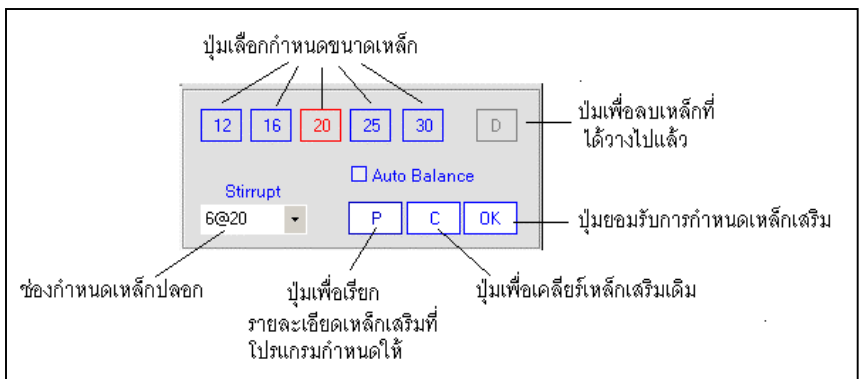 ปุ่มเลือกกำหนดขนาดเหล็ก
12 16 20 25 30 D
ปุ่มเพื่อลบเหล็กที่
ได้วางไปแล้ว
Auto Balance
Stirrupt
6@20 P C OK
ปุ่มยอมรับการกำหนดเหล็กเสริม
ช่องกำหนดเหล็กปลอก
ปุ่มเพื่อเรียก
รายละเอียดเหล็กเสริมที่
โปรแกรมกำหนดให้
ปุ่มเพื่อเคลียร์เหล็กเสริมเดิม